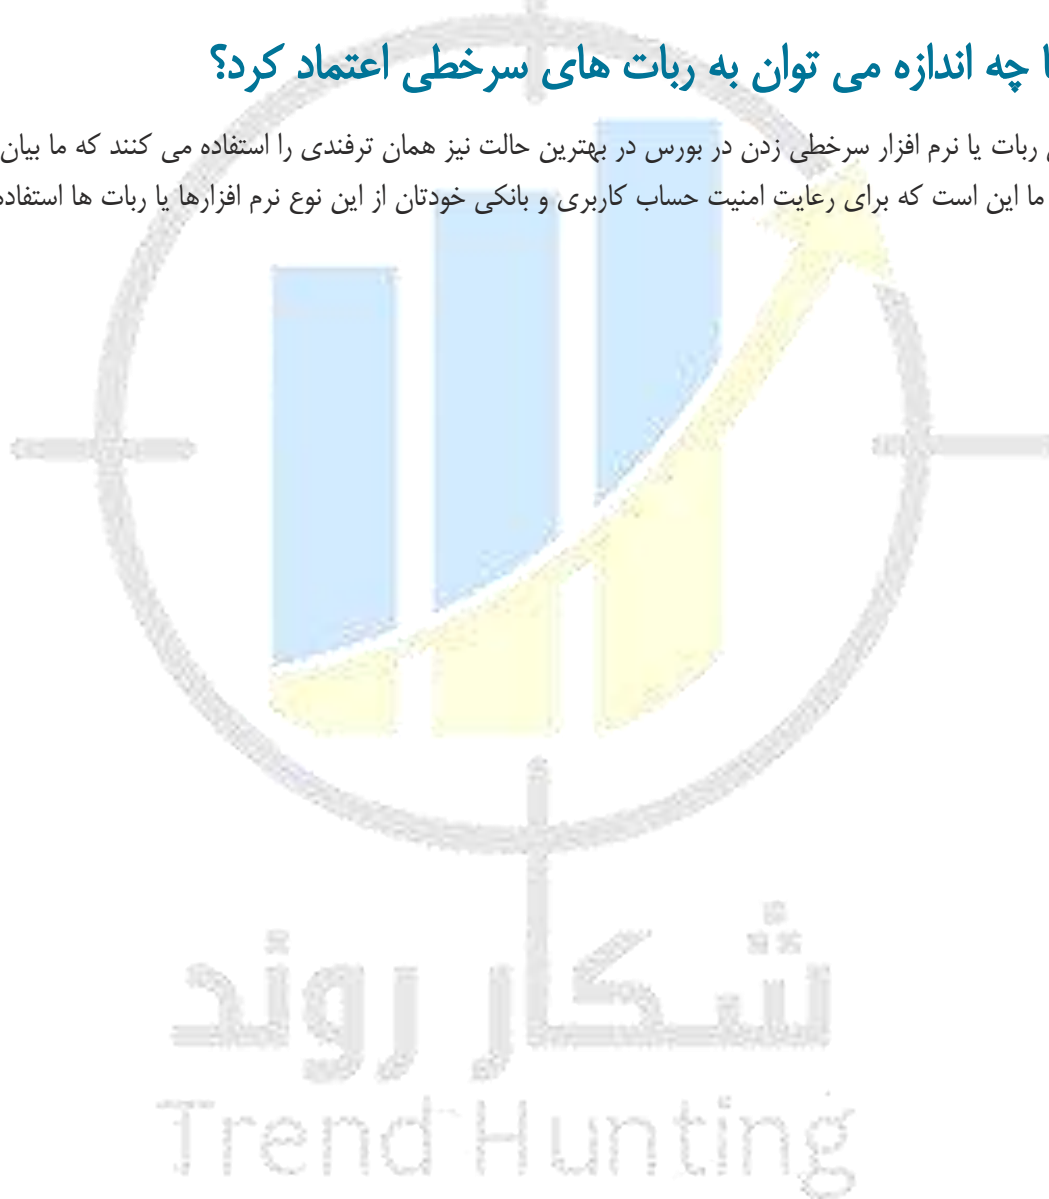 ا چه اندازه می توان به ربات های سرخطی اعتماد کرد؟
ربات یا نرم افزار سرخطی زدن در بورس در بهترین حالت نیز همان ترفندی را استفاده می کنند که ما بیان
ما این است که برای رعایت امنیت حساب کاربری و بانکی خودتان از این نوع نرم افزارها یا ربات ها استفاده
شکار روند
Trend Hunting